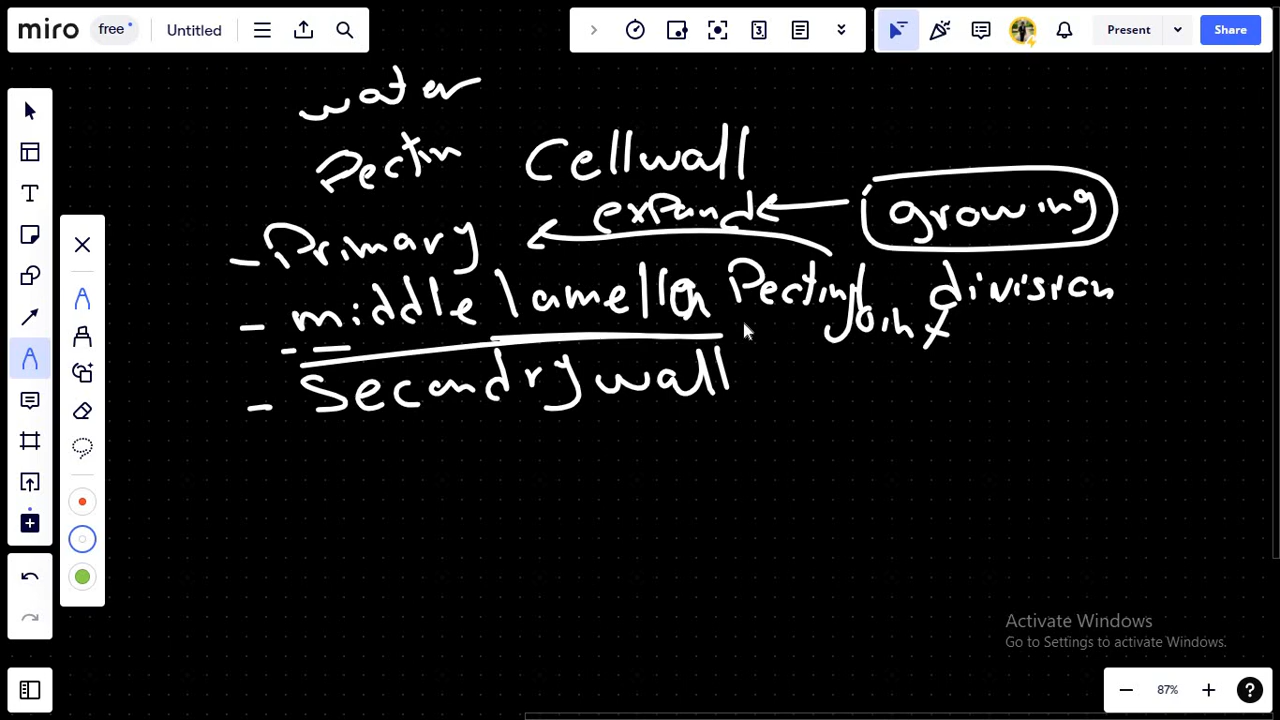 miro free Untitled Present Share
water
Pectin Cellwall
expand growing
- Primary
- middle lamella Pectin join division
- Secondry wall
Activate Windows
Go to Settings to activate Windows.
87%